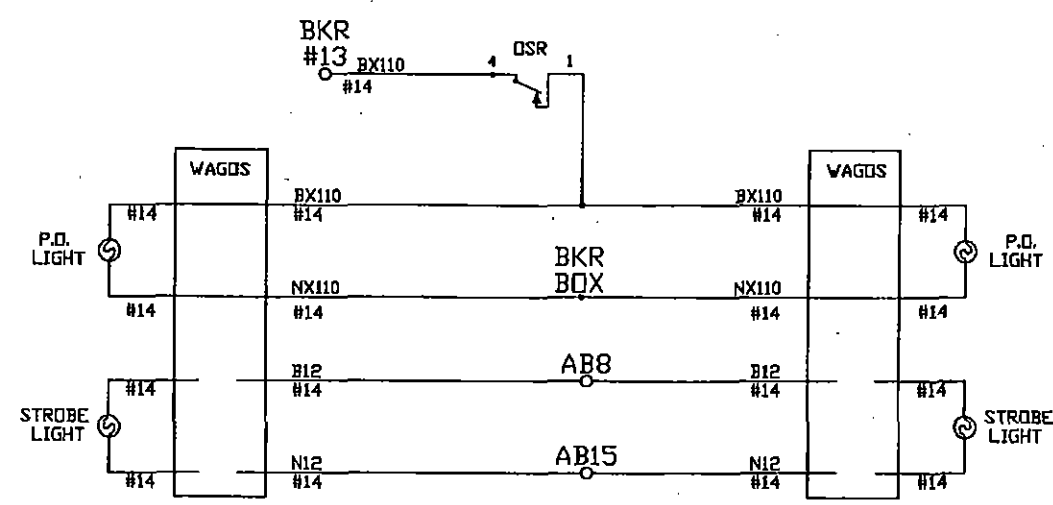 BKR
#13
BX110
#14
4
OSR
1
WAGOS
WAGOS
#14
BX110
#14
BX110
#14
#14
P.O.
LIGHT
BKR
BOX
P.O.
LIGHT
#14
NX110
#14
NX110
#14
#14
#14
B12
#14
AB8
B12
#14
#14
STROBE
LIGHT
STROBE
LIGHT
#14
N12
#14
AB15
N12
#14
#14